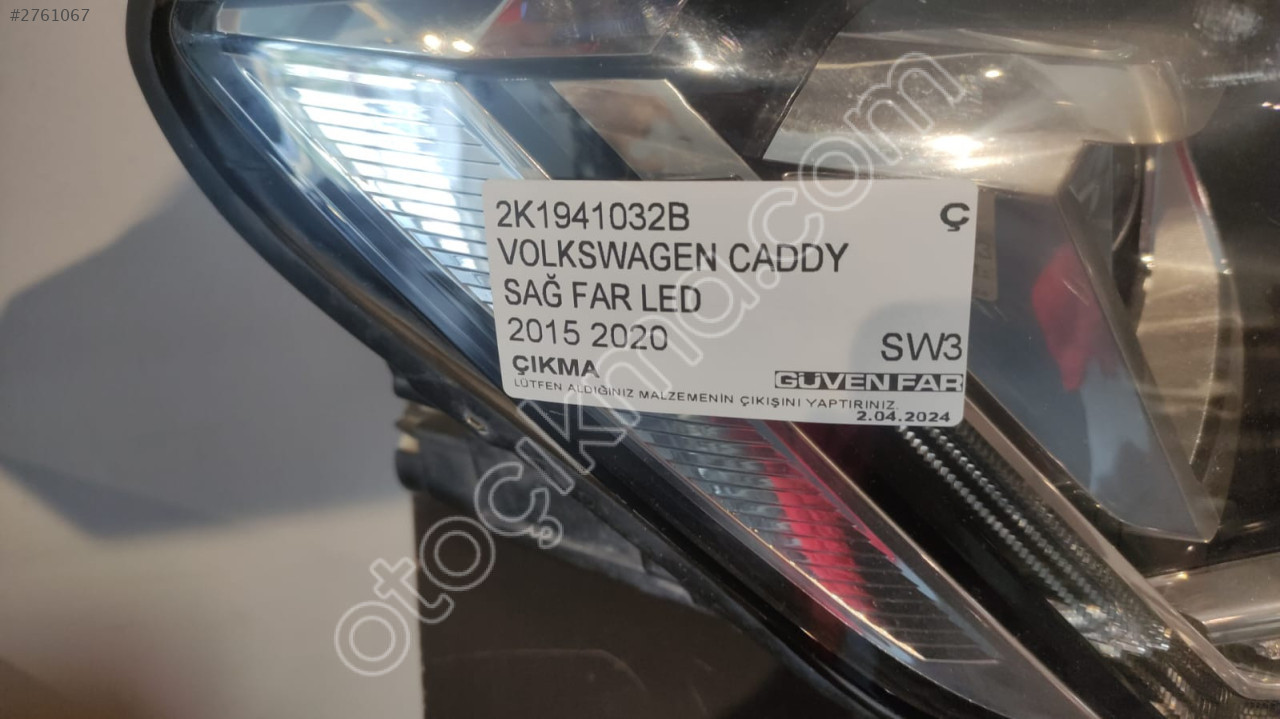 #2761067
2K1941032B Ç
VOLKSWAGEN CADDY
SAĞ FAR LED
2015 2020 SW3
ÇIKMA GÜVEN FAR
LÜTFEN ALDIĞINIZ MALZEMENİN ÇIKIŞINI YAPTIRINIZ.
2.04.2024
otoçıkma.com